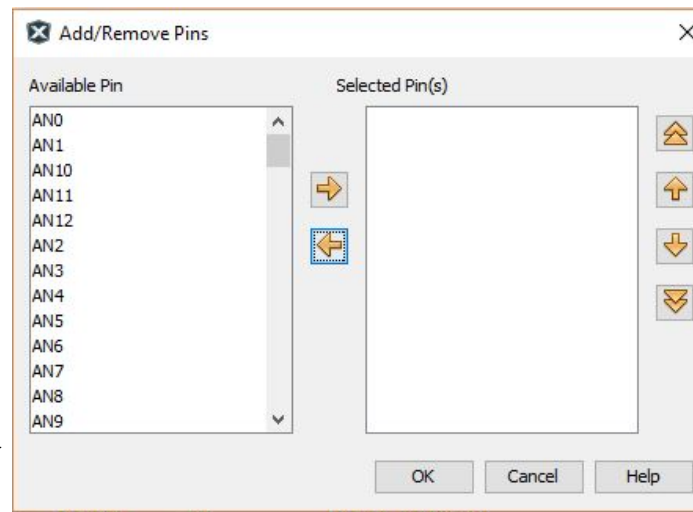 Add/Remove Pins
Available Pin
Selected Pin(s)
AN0
AN1
AN10
AN11
AN12
AN2
AN3
AN4
AN5
AN6
AN7
AN8
AN9
OK
Cancel
Help